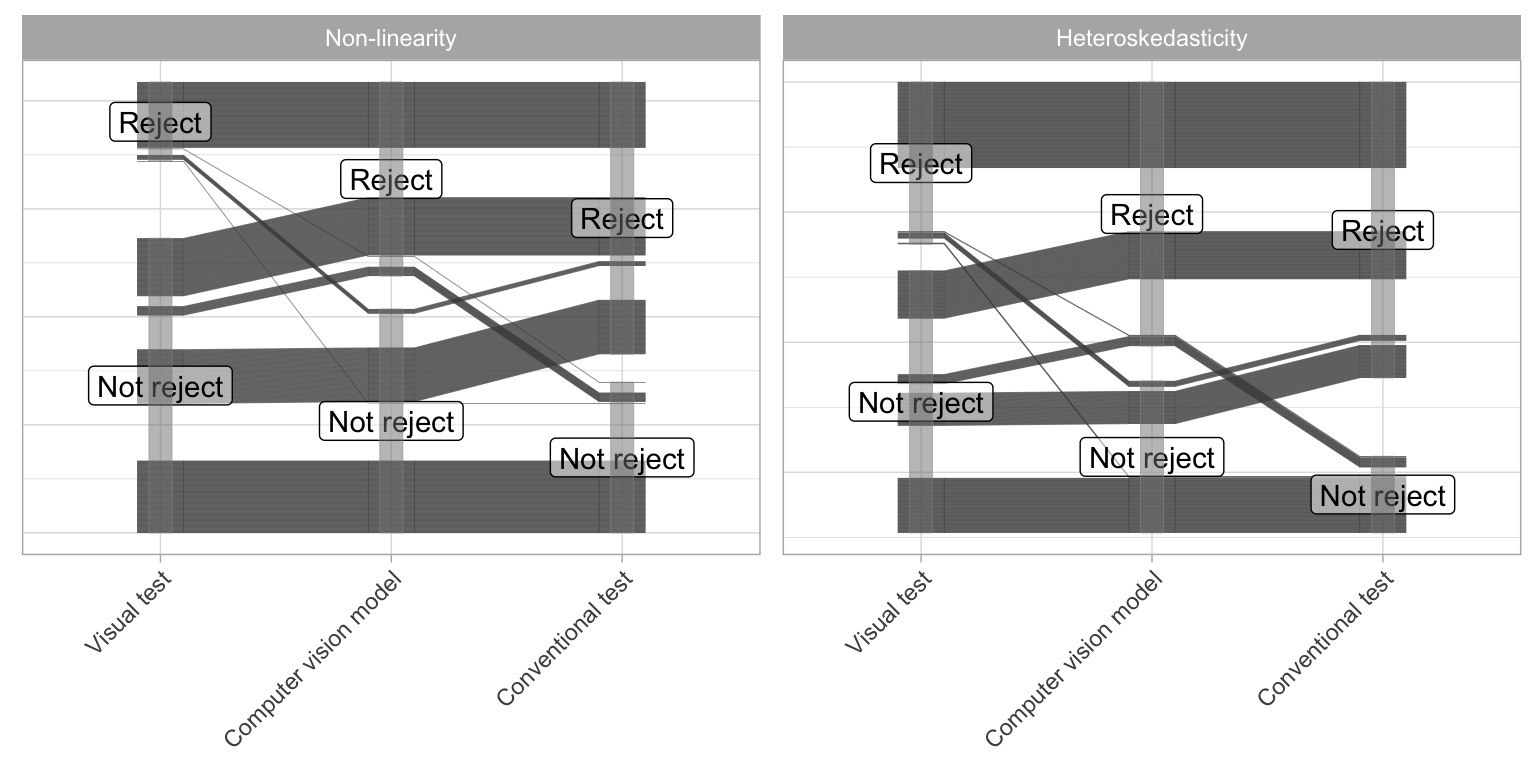 Non-linearity
Reject
Reject
Reject
Not reject
Not reject
Not reject
Visual test
Computer vision model
Conventional test
Heteroskedasticity
Reject
Reject
Reject
Not reject
Not reject
Not reject
Visual test
Computer vision model
Conventional test